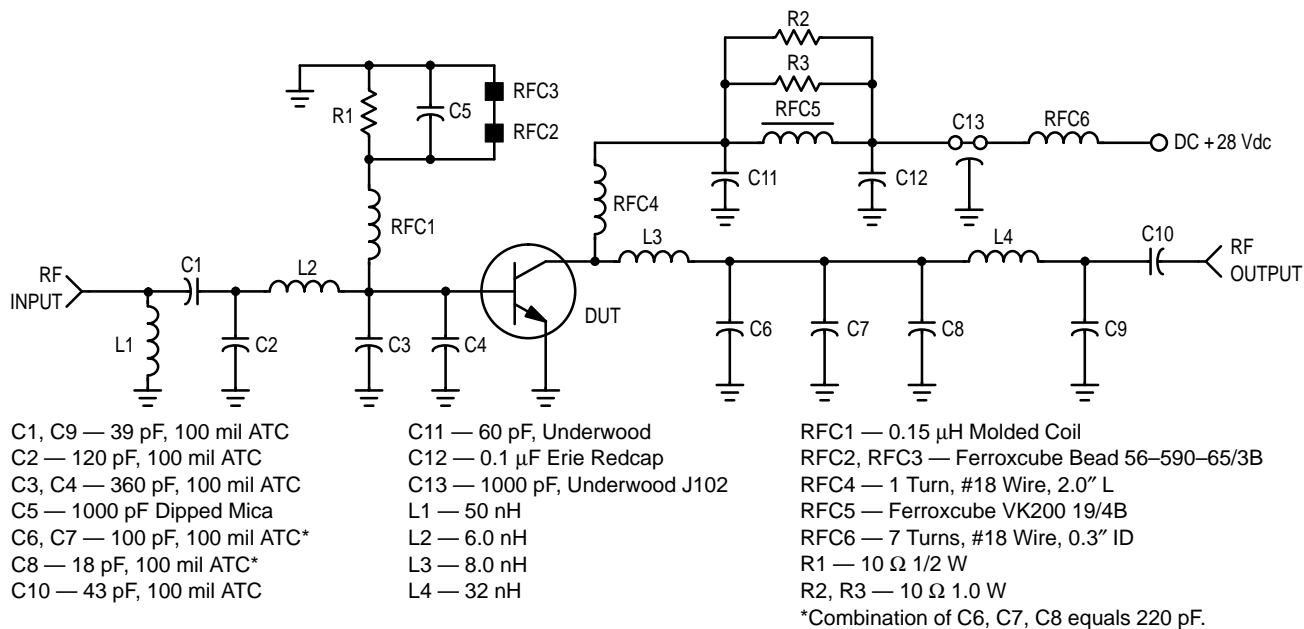 R2
R3
RFC5
R1
C5
RFC3
RFC2
C13
RFC6
DC + 28 Vdc
C11
C12
RFC4
RFC1
L3
L4
C10
RF
OUTPUT
RF
INPUT
C1
L2
DUT
L1
C2
C3
C4
C6
C7
C8
C9
C1, C9 — 39 pF, 100 mil ATC
C2 — 120 pF, 100 mil ATC
C3, C4 — 360 pF, 100 mil ATC
C5 — 1000 pF Dipped Mica
C6, C7 — 100 pF, 100 mil ATC*
C8 — 18 pF, 100 mil ATC*
C10 — 43 pF, 100 mil ATC
C11 — 60 pF, Underwood
C12 — 0.1 μF Erie Redcap
C13 — 1000 pF, Underwood J102
L1 — 50 nH
L2 — 6.0 nH
L3 — 8.0 nH
L4 — 32 nH
RFC1 — 0.15 μH Molded Coil
RFC2, RFC3 — Ferroxcube Bead 56–590–65/3B
RFC4 — 1 Turn, #18 Wire, 2.0″ L
RFC5 — Ferroxcube VK200 19/4B
RFC6 — 7 Turns, #18 Wire, 0.3″ ID
R1 — 10 Ω 1/2 W
R2, R3 — 10 Ω 1.0 W
*Combination of C6, C7, C8 equals 220 pF.